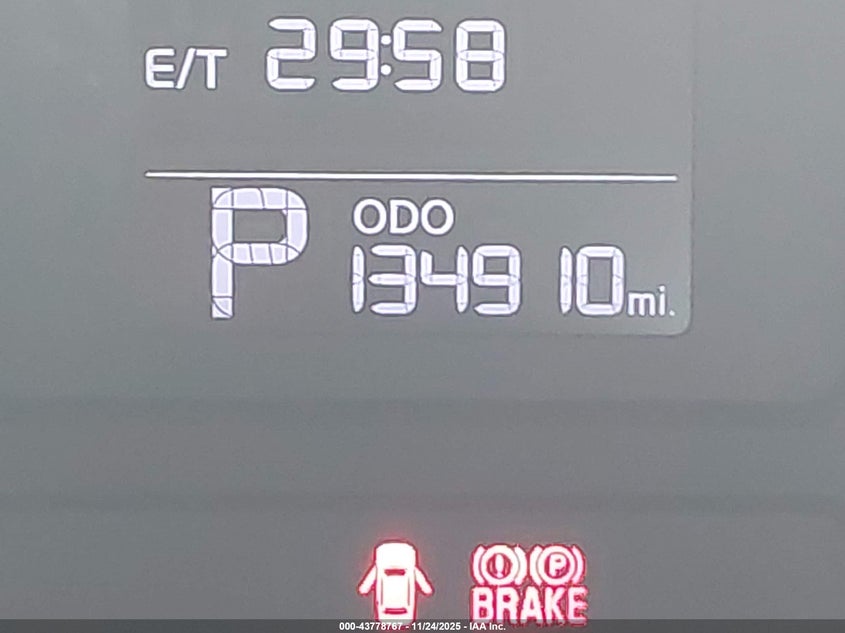 E/T 29:58
P ODO
134910 mi.
(!) (P)
BRAKE
000-43778767 - 11/24/2025 - IAA Inc.